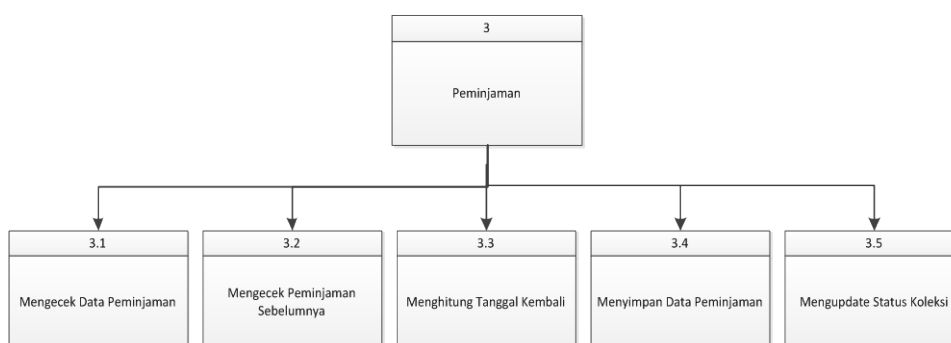 3
Peminjaman
3.1
Mengecek Data Peminjaman
3.2
Mengecek Peminjaman
Sebelumnya
3.3
Menghitung Tanggal Kembali
3.4
Menyimpan Data Peminjaman
3.5
Mengupdate Status Koleksi